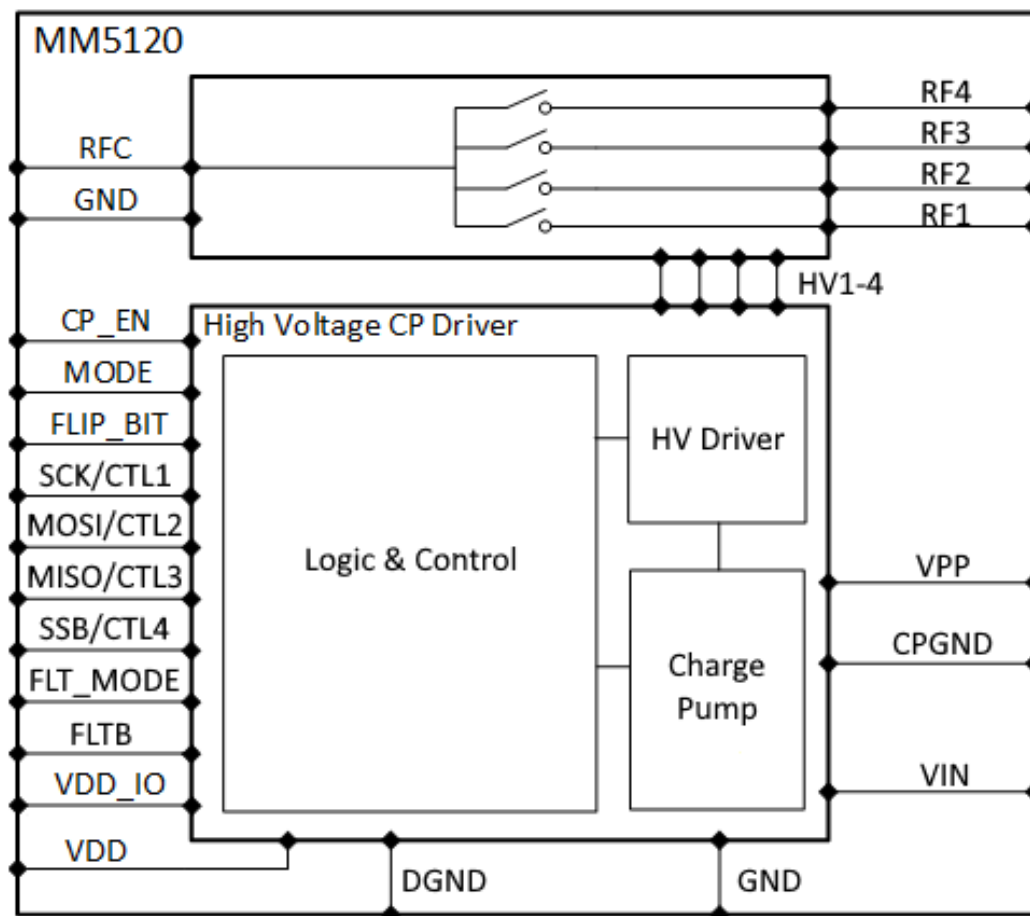 MM5120
RF4
RFC
RF3
RF2
GND
RF1
HV1-4
CP_EN
High Voltage CP Driver
MODE
FLIP_BIT
HV Driver
SCK/CTL1
MOSI/CTL2
Logic & Control
MISO/CTL3
VPP
SSB/CTL4
CPGND
FLT_MODE
Charge
Pump
FLTB
VDD_IO
VIN
VDD
DGND
GND